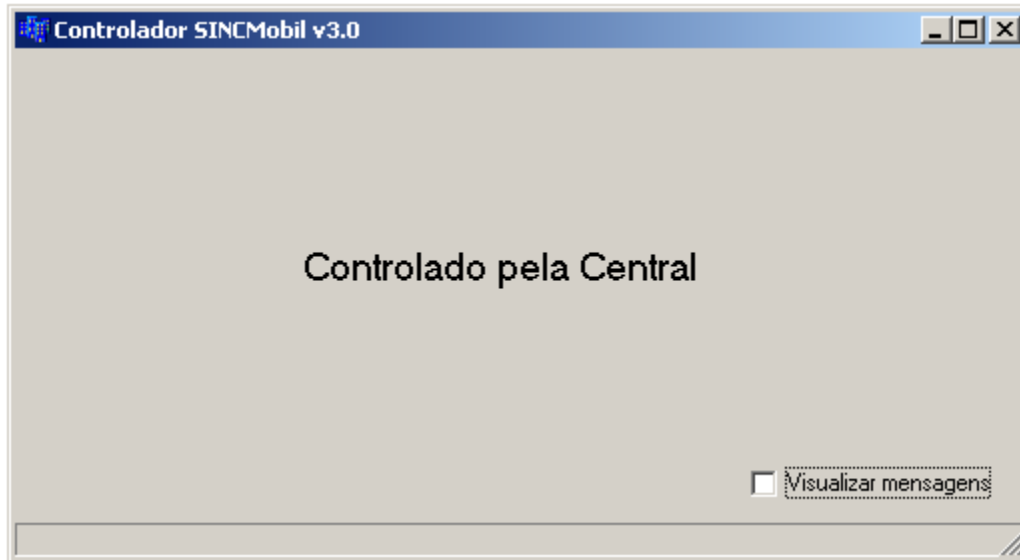 Controlador SINCMobil v3.0
Controlado pela Central
Visualizar mensagens